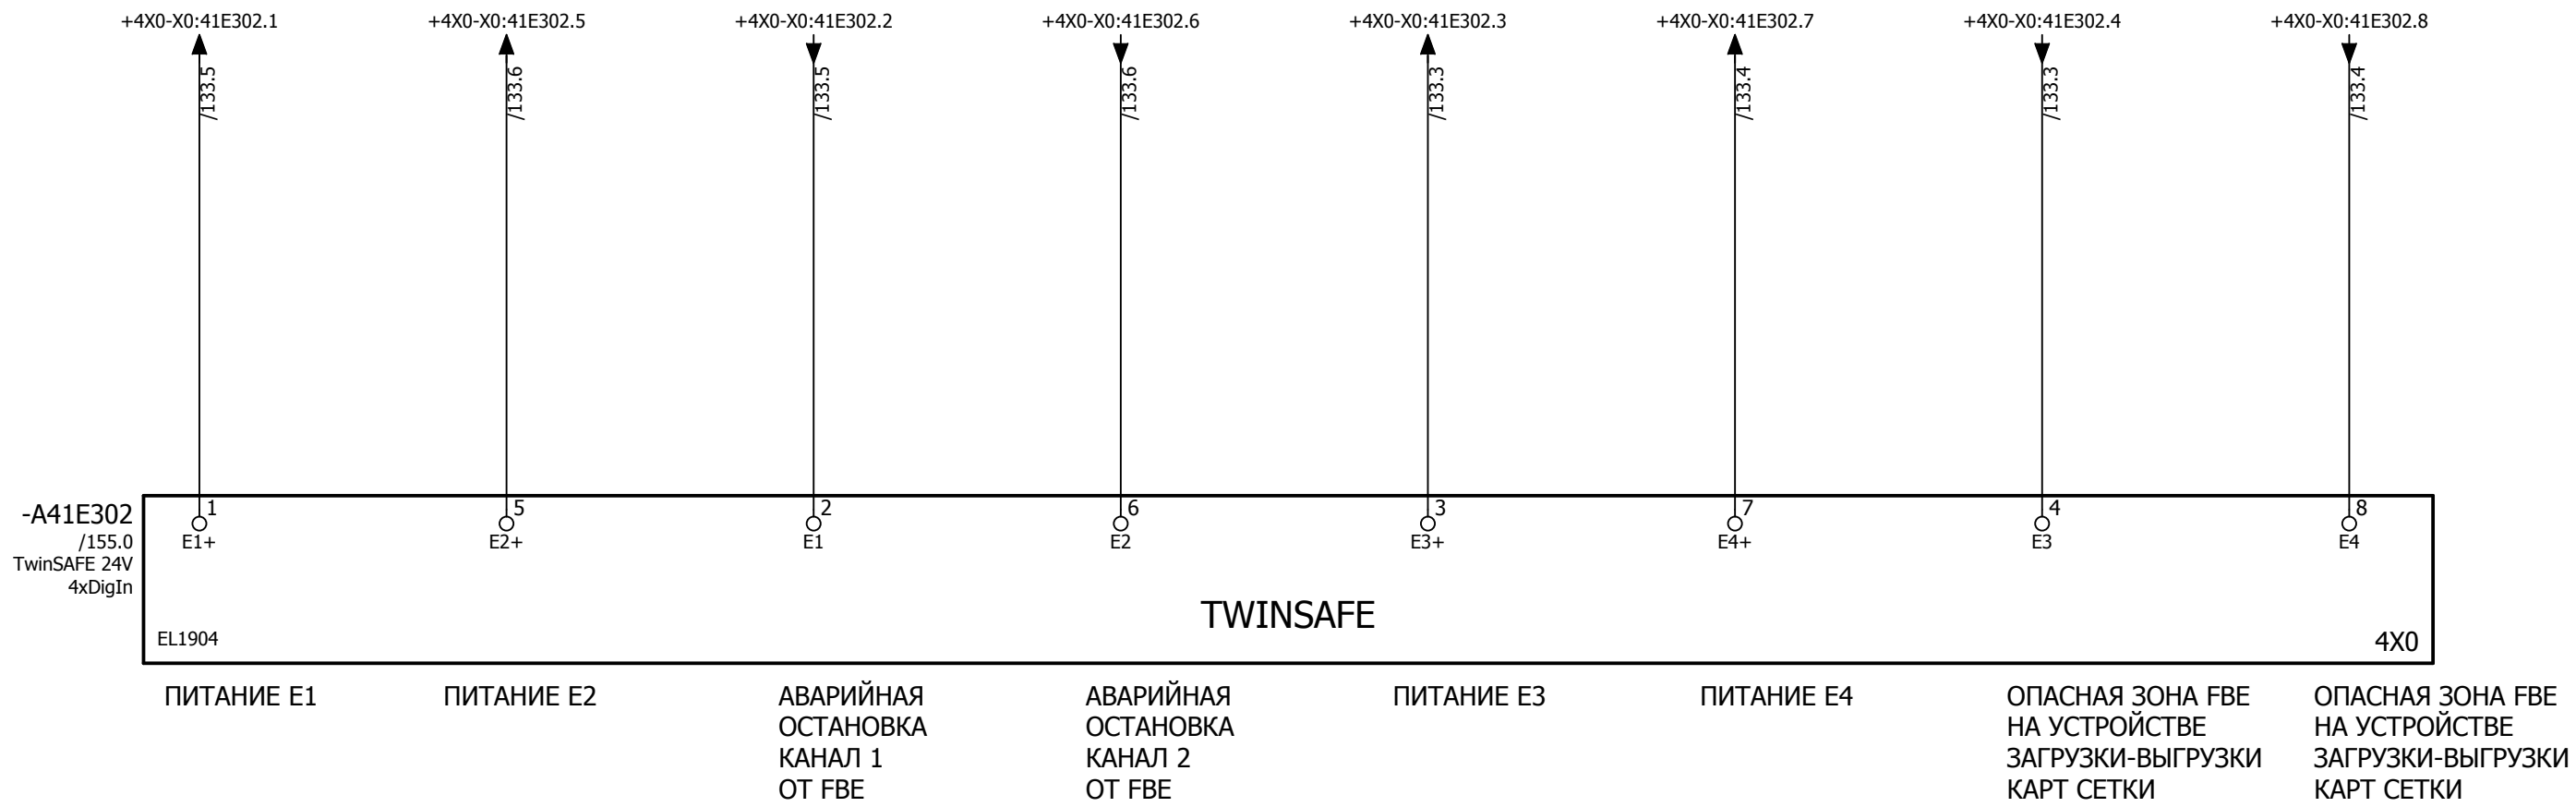 +4X0-X0:41E302.1 +4X0-X0:41E302.5 +4X0-X0:41E302.2 +4X0-X0:41E302.6 +4X0-X0:41E302.3 +4X0-X0:41E302.7 +4X0-X0:41E302.4 +4X0-X0:41E302.8
/133.5 /133.6 /133.5 /133.6 /133.3 /133.4 /133.3 /133.4
-A41E302
/155.0
TwinSAFE 24V
4xDigIn
1 5 2 6 3 7 4 8
E1+ E2+ E1 E2 E3+ E4+ E3 E4
TWINSAFE
EL1904
4X0
ПИТАНИЕ E1
ПИТАНИЕ E2
АВАРИЙНАЯ
ОСТАНОВКА
КАНАЛ 1
ОТ FBE
АВАРИЙНАЯ
ОСТАНОВКА
КАНАЛ 2
ОТ FBE
ПИТАНИЕ E3
ПИТАНИЕ E4
ОПАСНАЯ ЗОНА FBE
НА УСТРОЙСТВЕ
ЗАГРУЗКИ-ВЫГРУЗКИ
КАРТ СЕТКИ
ОПАСНАЯ ЗОНА FBE
НА УСТРОЙСТВЕ
ЗАГРУЗКИ-ВЫГРУЗКИ
КАРТ СЕТКИ